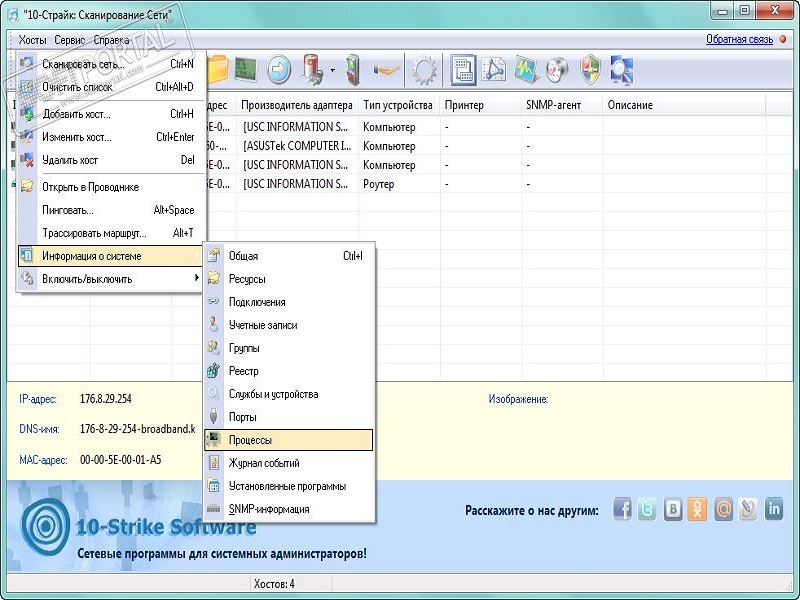 "10-Страйк: Сканирование Сети"
Хосты Сервис Справка
Обратная связь
PORTAL
www.softportal.com
Сканировать сеть... Ctrl+N
Очистить список Ctrl+Alt+D
Добавить хост... Ctrl+H
Изменить хост... Ctrl+Enter
Удалить хост Del
Открыть в Проводнике
Пинговать... Alt+Space
Трассировать маршрут... Alt+T
Информация о системе
Включить/выключить
дрес Производитель адаптера Тип устройства Принтер SNMP-агент Описание
5E-0... [USC INFORMATION S... Компьютер - -
60-... [ASUSTek COMPUTER I... Компьютер - -
5E-0... [USC INFORMATION S... Компьютер - -
5E-0... [USC INFORMATION S... Роутер - -
Общая Ctrl+I
Ресурсы
Подключения
Учетные записи
Группы
Реестр
Службы и устройства
Порты
Процессы
Журнал событий
Установленные программы
SNMP-информация
IP-адрес: 176.8.29.254
DNS-имя: 176-8-29-254-broadband.k
MAC-адрес: 00-00-5E-00-01-A5
Изображение:
10-Strike Software
Сетевые программы для системных администраторов!
Расскажите о нас другим:
Хостов: 4